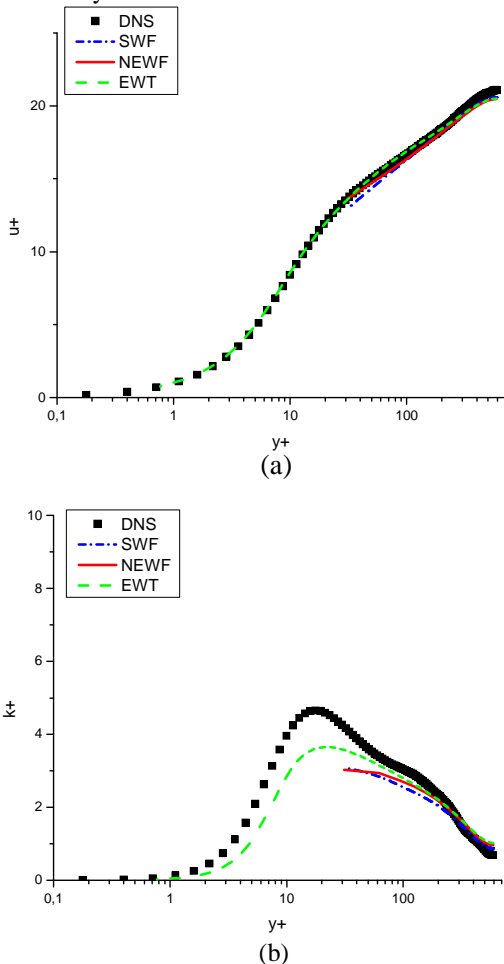 DNS
SWF
NEWF
EWT
20
10
0
u+
0,1 1 10 100
y+
(a)
DNS
SWF
NEWF
EWT
10
8
6
4
2
0
k+
0,1 1 10 100
y+
(b)